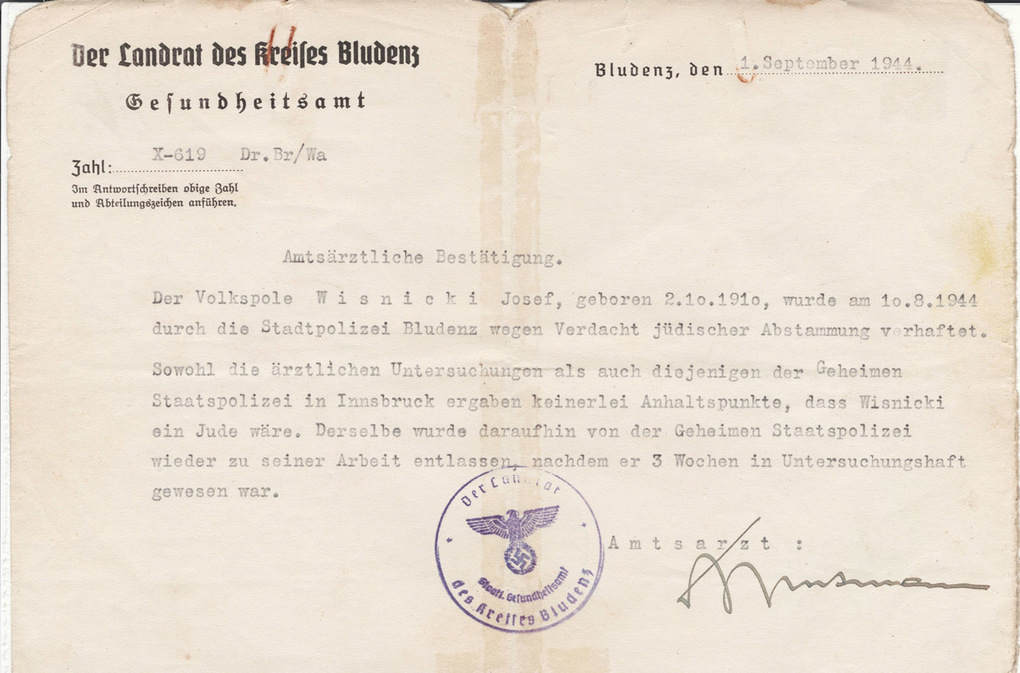 Der Landrat des Kreises Bludenz
Gesundheitsamt
Bludenz, den 1.September 1944.
Zahl: X-619 Dr.Br/Wa
Im Antwortschreiben obige Zahl
und Abteilungszeichen anführen.
Amtsärztliche Bestätigung.
Der Volkspole W i s n i c k i Josef, geboren 2.1o.191o, wurde am 1o.8.1944
durch die Stadtpolizei Bludenz wegen Verdacht jüdischer Abstammung verhaftet.
Sowohl die ärztlichen Untersuchungen als auch diejenigen der Geheimen
Staatspolizei in Innsbruck ergaben keinerlei Anhaltspunkte, dass Wisnicki
ein Jude wäre. Derselbe wurde daraufhin von der Geheimen Staatspolizei
wieder zu seiner Arbeit entlassen, nachdem er 3 Wochen in Untersuchungshaft
gewesen war.
Der Landrat
Staatl. Gesundheitsamt
des Kreises Bludenz
A m t s a r z t :